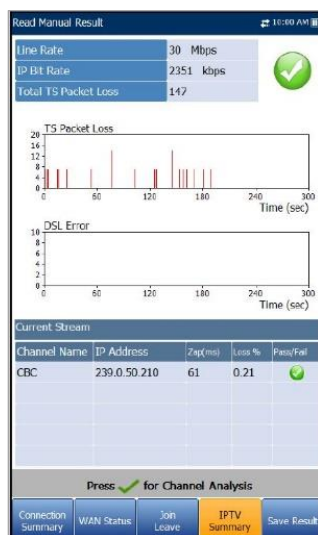 Read Manual Result 10:00 AM
Line Rate 30 Mbps
IP Bit Rate 2351 kbps
Total TS Packet Loss 147
TS Packet Loss
20
16
12
8
4
0
0 60 120 180 240 300
Time (sec)
DSL Error
10
8
6
4
2
0
0 60 120 180 240 300
Time (sec)
Current Stream
Channel Name IP Address Zap(ms) Loss % Pass/Fail
CBC 239.0.50.210 61 0.21
Press for Channel Analysis
Connection Summary WAN Status Join Leave IPTV Summary Save Result